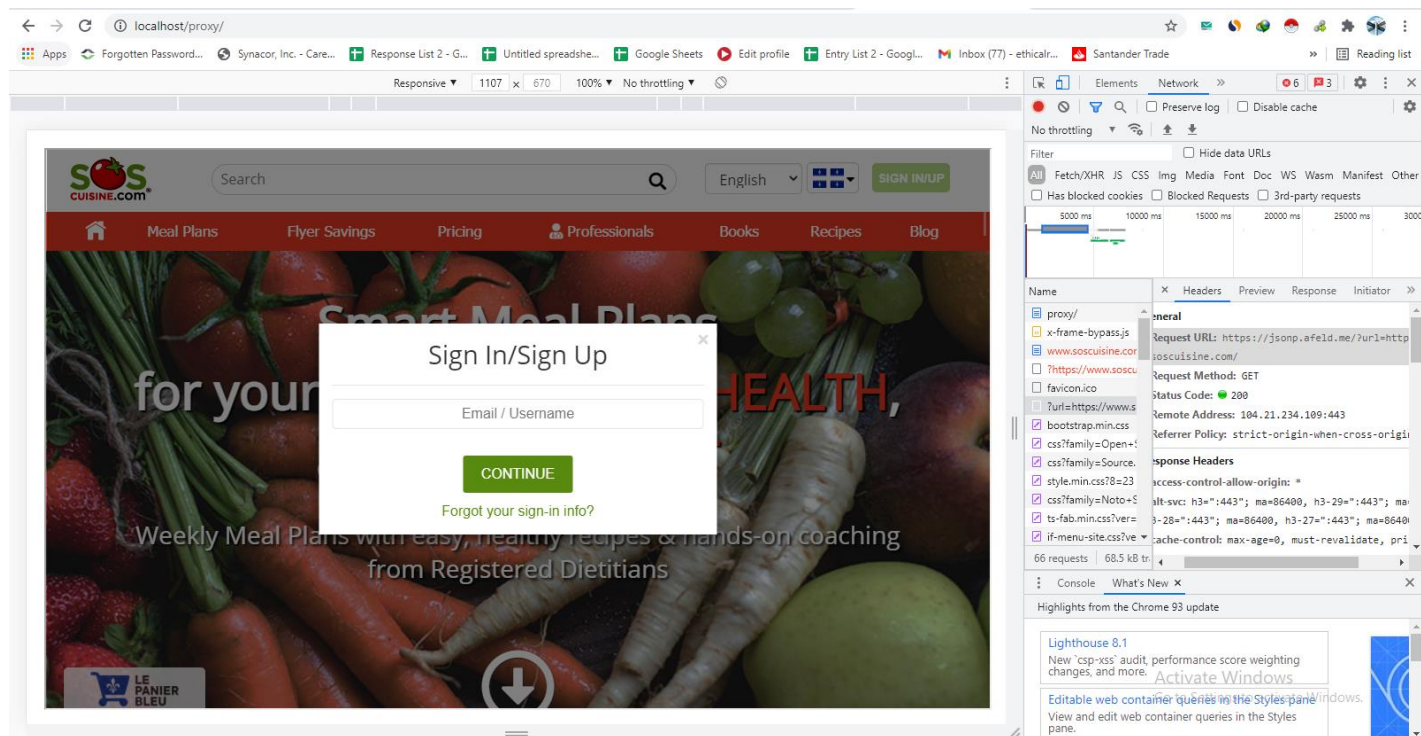 localhost/proxy/
Apps Forgotten Password... Synacor, Inc. - Care... Response List 2 - G... Untitled spreadshe... Google Sheets Edit profile Entry List 2 - Googl... Inbox (77) - ethicalr... Santander Trade » Reading list
Responsive ▼ 1107 x 670 100% ▼ No throttling ▼
Elements Network » 6 3
Preserve log Disable cache
No throttling ▼
Filter Hide data URLs
All Fetch/XHR JS CSS Img Media Font Doc WS Wasm Manifest Other
Has blocked cookies Blocked Requests 3rd-party requests
5000 ms 10000 ms 15000 ms 20000 ms 25000 ms 3000
SOS
CUISINE.COM
Search
English
SIGN IN/UP
Meal Plans Flyer Savings Pricing Professionals Books Recipes Blog
Smart Meal Plans
for your HEALTH,
Weekly Meal Plans with easy, healthy recipes & hands-on coaching
from Registered Dietitians
Sign In/Sign Up
×
Email / Username
CONTINUE
Forgot your sign-in info?
LE
PANIER
BLEU
Name
proxy/
x-frame-bypass.js
www.soscuisine.cor
?https://www.soscu
favicon.ico
?url=https://www.s
bootstrap.min.css
css?family=Open+S
css?family=Source.
style.min.css?8=23
css?family=Noto+S
ts-fab.min.css?ver=
if-menu-site.css?ve
66 requests 68.5 kB tr
× Headers Preview Response Initiator »
eneral
Request URL: https://jsonp.afeld.me/?url=http
soscuisine.com/
Request Method: GET
Status Code: 200
Remote Address: 104.21.234.109:443
Referrer Policy: strict-origin-when-cross-origi
esponse Headers
access-control-allow-origin: *
alt-svc: h3=":443"; ma=86400, h3-29=":443"; ma
3-28=":443"; ma=86400, h3-27=":443"; ma=8640
cache-control: max-age=0, must-revalidate, pri
Console What's New ×
Highlights from the Chrome 93 update
Lighthouse 8.1
New `csp-xss` audit, performance score weighting
changes, and more.
Activate Windows
Go to Settings to activate Windows.
Editable web container queries in the Styles pane
View and edit web container queries in the Styles
pane.